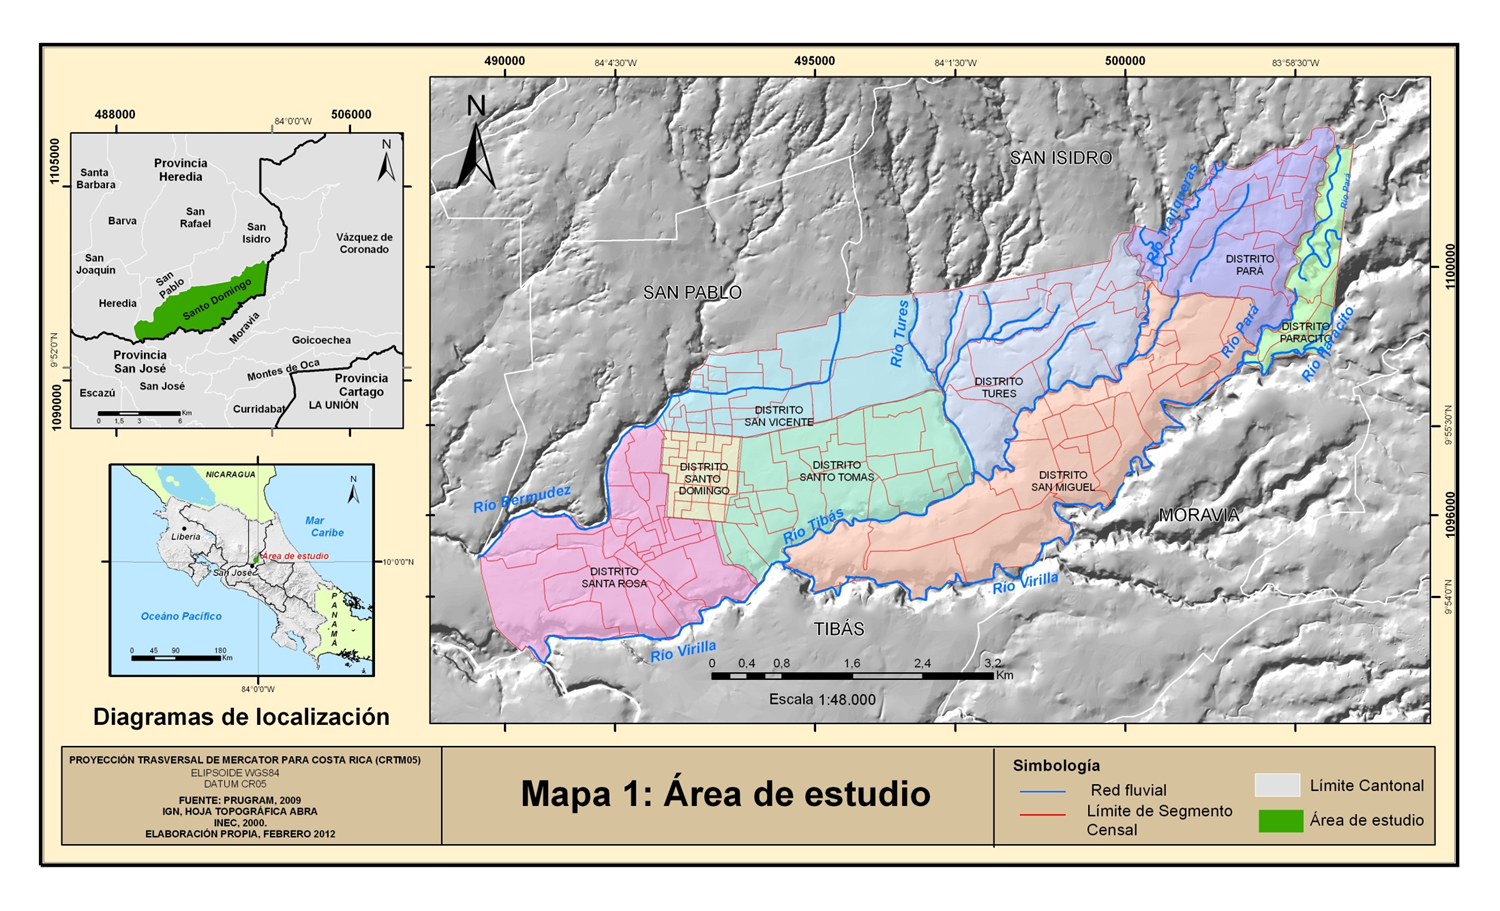 488000
84°0'0"W
506000
1105000
N
Santa
Barbara
Provincia
Heredia
Barva
San
Rafael
San
Isidro
Vázquez de
Coronado
San
Joaquin
San
Pablo
Heredia
Santo Domingo
Moravia
Goicoechea
9°52'0"N
Provincia
San José
Montes de Oca
San José
Escazú
Provincia
Cartago
LA UNIÓN
Curridabat
1090000
0 1,5 3 6 Km
NICARAGUA
N
Mar
Caribe
Liberia
Área de estudio
10°0'0"N
San José
Oceáno Pacífico
PANAMÁ
0 45 90 180
Km
84°0'0"W
Diagramas de localización
490000
84°4'30"W
495000
84°1'30"W
500000
83°58'30"W
N
SAN ISIDRO
Río Tranqueras
Río Pará
SAN PABLO
DISTRITO
PARÁ
1100000
Río Tures
Río Pará
DISTRITO
PARACITO
Río Paracito
DISTRITO
TURES
DISTRITO
SAN VICENTE
9°55'30"N
DISTRITO
SANTO
DOMINGO
DISTRITO
SANTO TOMAS
DISTRITO
SAN MIGUEL
Río Bermudez
Río Tibás
MORAVIA
1096000
DISTRITO
SANTA ROSA
Río Virilla
9°54'0"N
TIBÁS
Río Virilla
0 0,4 0,8 1,6 2,4 3,2
Km
Escala 1:48.000
PROYECCIÓN TRASVERSAL DE MERCATOR PARA COSTA RICA (CRTM05)
ELIPSOIDE WGS84
DATUM CR05
FUENTE: PRUGRAM, 2009
IGN, HOJA TOPOGRÁFICA ABRA
INEC, 2000.
ELABORACIÓN PROPIA, FEBRERO 2012
Mapa 1: Área de estudio
Simbología
Red fluvial
Límite de Segmento
Censal
Límite Cantonal
Área de estudio